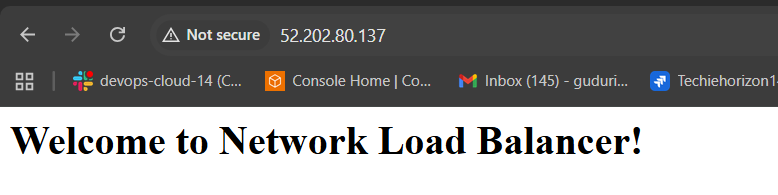 Not secure 52.202.80.137
devops-cloud-14 (C... Console Home | Co... Inbox (145) - guduri... Techiehorizon1
Welcome to Network Load Balancer!